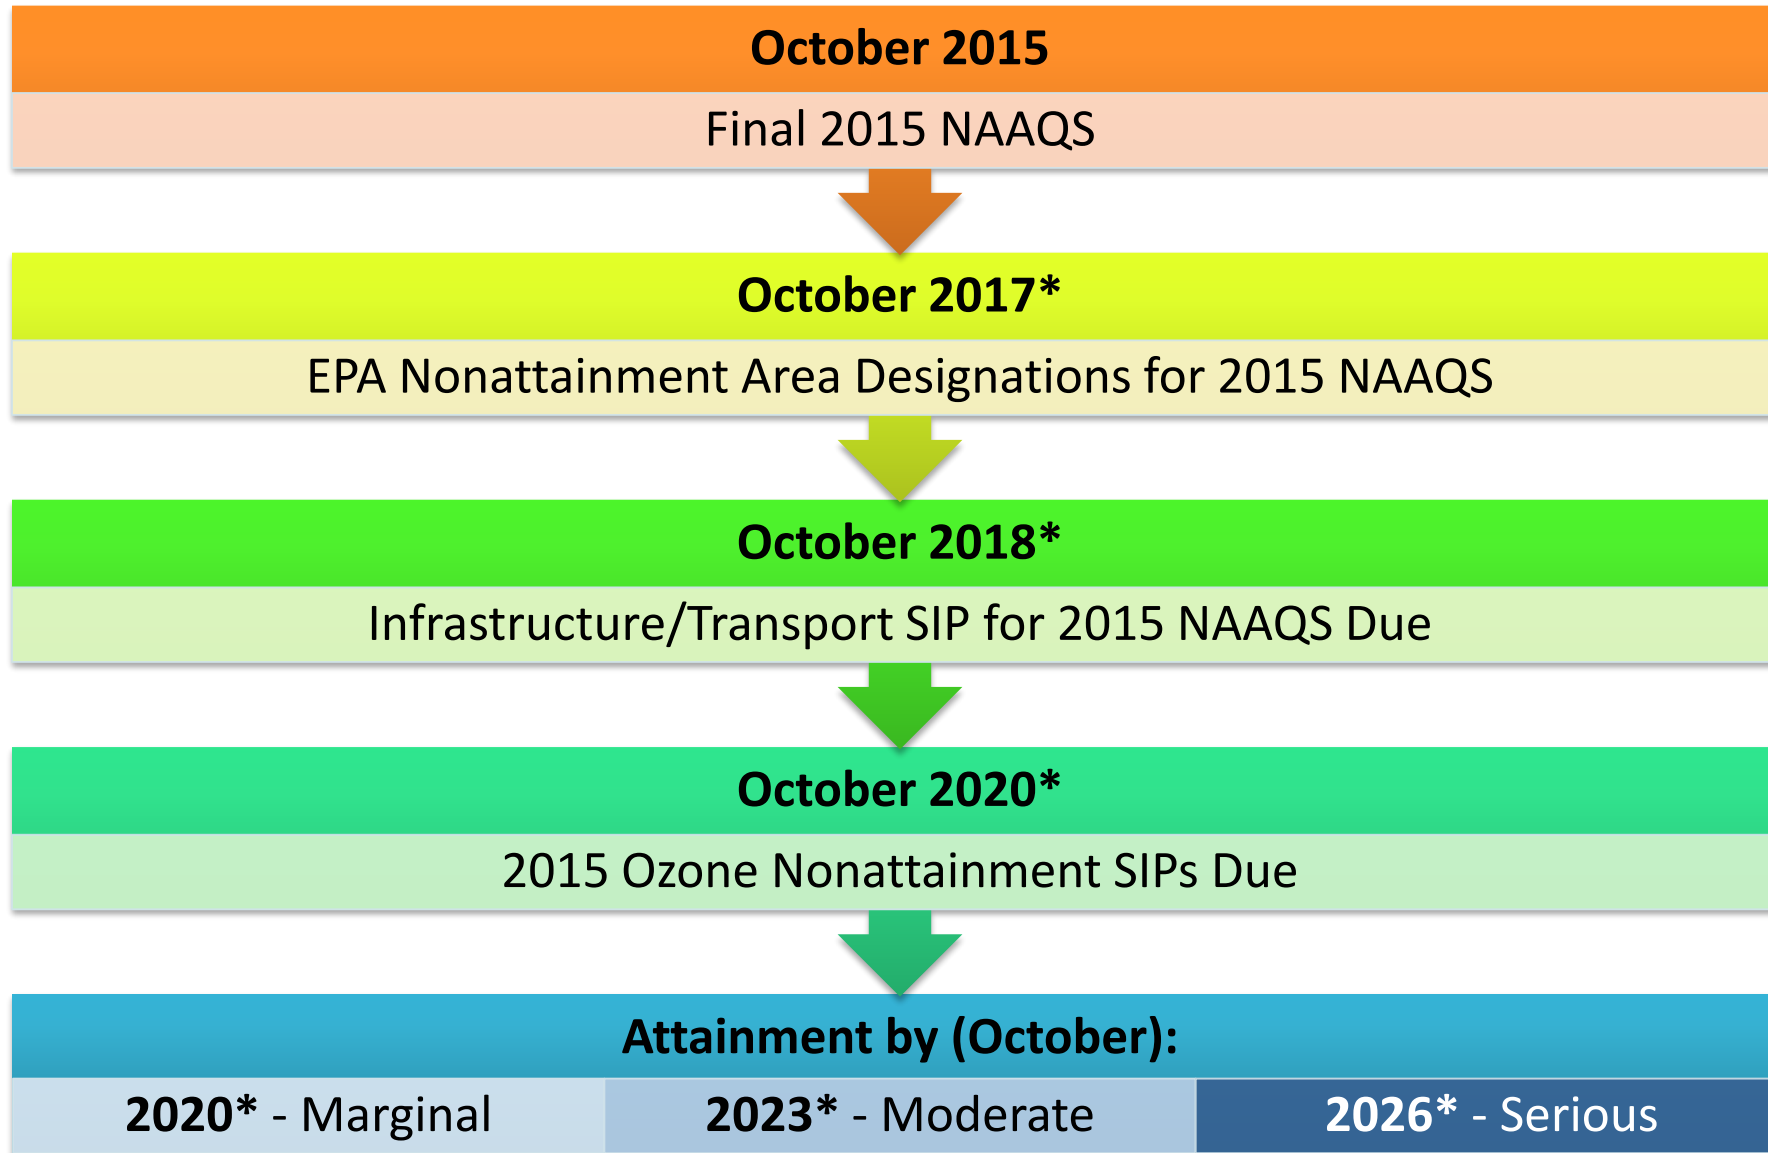 October 2015
Final 2015 NAAQS
October 2017*
EPA Nonattainment Area Designations for 2015 NAAQS
October 2018*
Infrastructure/Transport SIP for 2015 NAAQS Due
October 2020*
2015 Ozone Nonattainment SIPs Due
Attainment by (October):
2020* - Marginal
2023* - Moderate
2026* - Serious